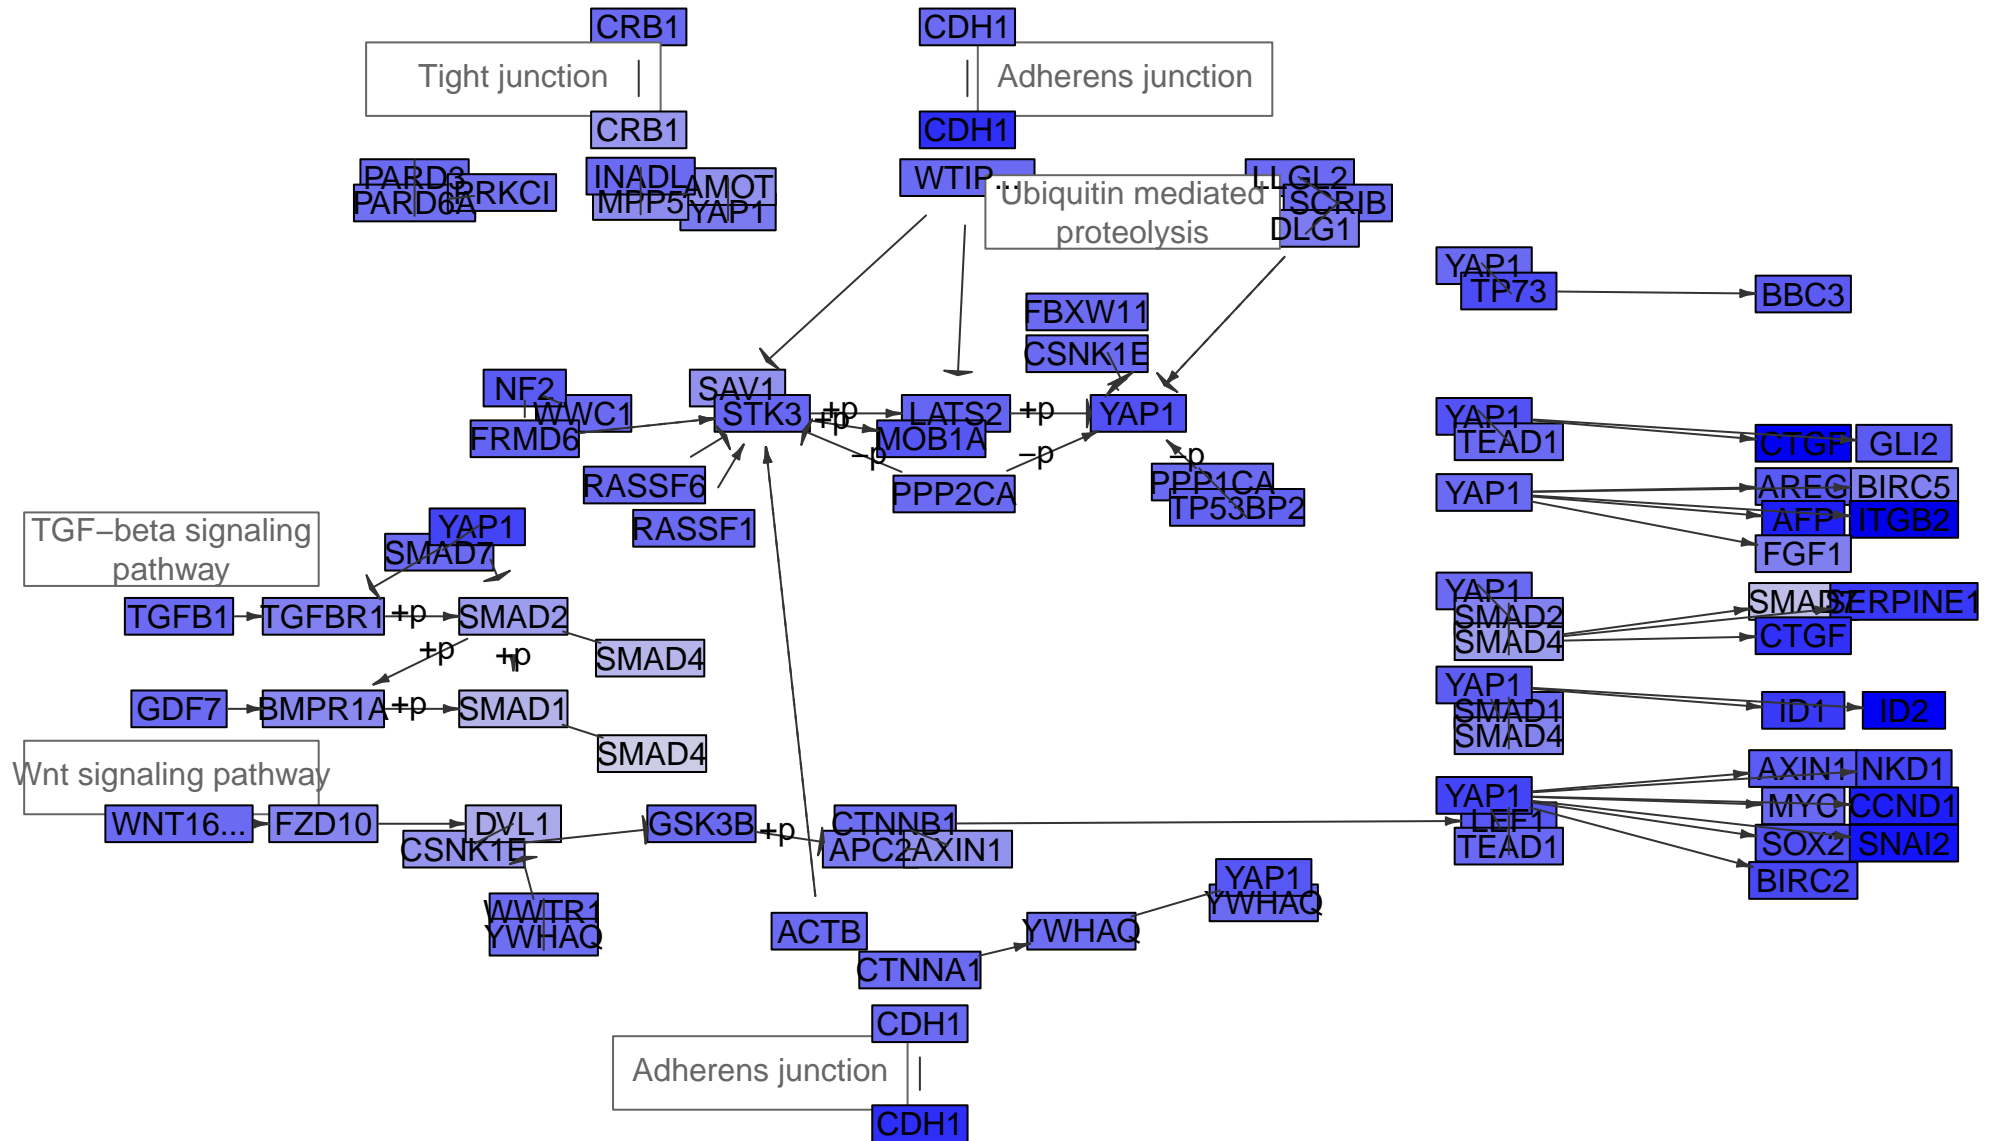 CRB1
CDH1
Tight junction
Adherens junction
CRB1
CDH1
PARD3
PARD6A
PRKCI
INADL
MPP5
AMOT
YAP1
WTIP...
Ubiquitin mediated
proteolysis
LLGL2
SCRIB
DLG1
YAP1
TP73
BBC3
FBXW11
CSNK1E
NF2
WWC1
FRMD6
SAV1
STK3
+p
+p
LATS2
MOB1A
+p
YAP1
−p
−p
−p
RASSF6
RASSF1
PPP2CA
PPP1CA
TP53BP2
YAP1
TEAD1
CTGF
GLI2
YAP1
AREG
BIRC5
AFP
ITGB2
FGF1
TGF−beta signaling
pathway
YAP1
SMAD7
TGFB1
TGFBR1
+p
SMAD2
+p
+p
SMAD4
YAP1
SMAD2
SMAD4
SMAD7
SERPINE1
CTGF
GDF7
BMPR1A
+p
SMAD1
SMAD4
YAP1
SMAD1
SMAD4
ID1
ID2
Wnt signaling pathway
WNT16...
FZD10
DVL1
CSNK1E
GSK3B
+p
CTNNB1
APC2
AXIN1
YAP1
LEF1
TEAD1
AXIN1
NKD1
MYC
CCND1
SOX2
SNAI2
BIRC2
WWTR1
YWHAQ
ACTB
CTNNA1
YWHAQ
YAP1
YWHAQ
CDH1
Adherens junction
CDH1